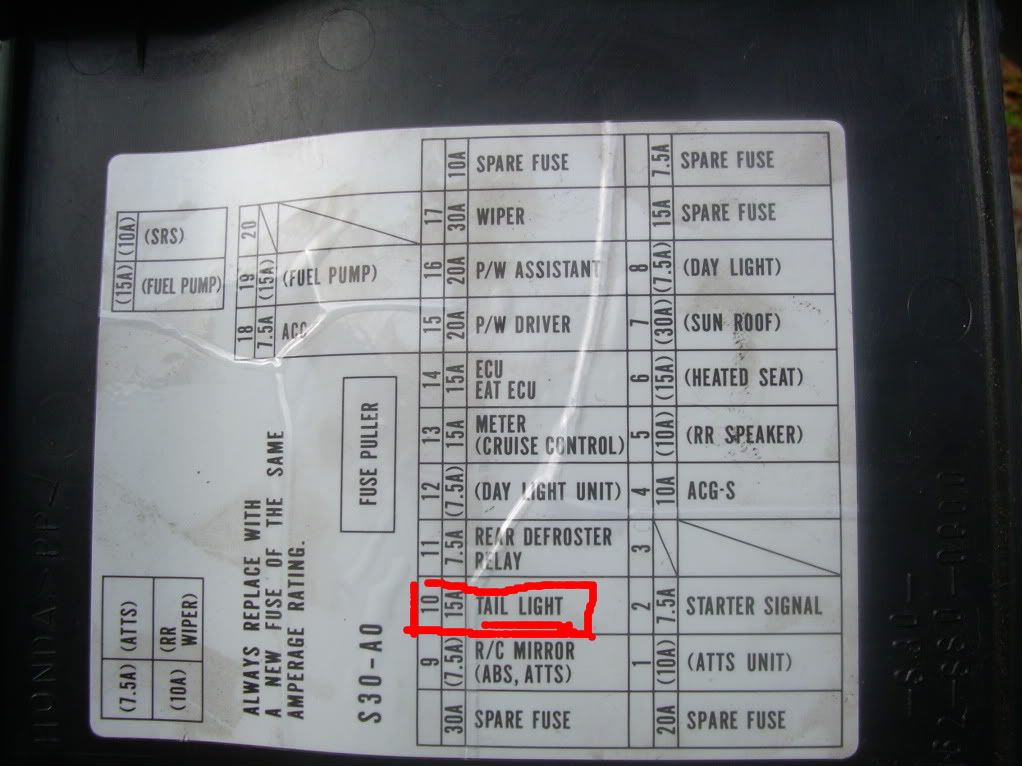 10A SPARE FUSE
7.5A SPARE FUSE
17 30A WIPER
15A SPARE FUSE
16 20A P/W ASSISTANT
8 (7.5A) (DAY LIGHT)
15 20A P/W DRIVER
7 (30A) (SUN ROOF)
14 15A ECU
EAT ECU
6 (15A) (HEATED SEAT)
13 15A METER
(CRUISE CONTROL)
5 (10A) (RR SPEAKER)
12 (7.5A) (DAY LIGHT UNIT)
4 10A ACG-S
11 7.5A REAR DEFROSTER
RELAY
3
10 15A TAIL LIGHT
2 7.5A STARTER SIGNAL
9 (7.5A) R/C MIRROR
(ABS, ATTS)
1 (10A) (ATTS UNIT)
30A SPARE FUSE
20A SPARE FUSE
(10A) (SRS)
(15A) (FUEL PUMP)
20
19 (15A) (FUEL PUMP)
18 7.5A ACG
FUSE PULLER
ALWAYS REPLACE WITH
A NEW FUSE OF THE SAME
AMPERAGE RATING.
S30-A0
(7.5A) (ATTS)
(10A) (RR
WIPER)
HONDA >PP-
-S30-